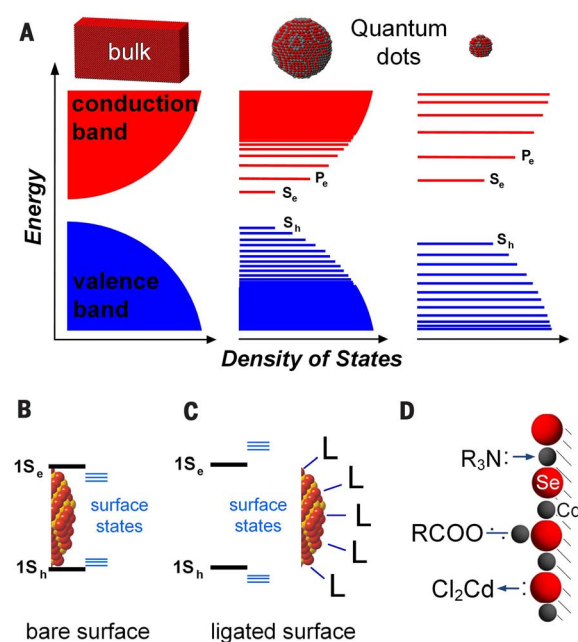 A
bulk
Quantum
dots
conduction
band
Pe
Se
Sh
Pe
Se
Sh
valence
band
Energy
Density of States
B
C
D
1Se
surface
states
1Sh
bare surface
1Se
surface
states
1Sh
L
L
L
L
L
ligated surface
R3N:
Se
Cd
RCOO
:
Cl2Cd
: